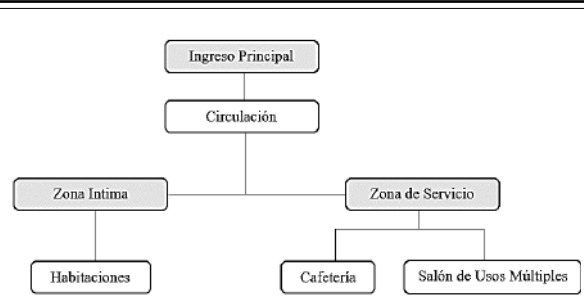 Ingreso Principal
Circulación
Zona Intima
Zona de Servicio
Habitaciones
Cafetería
Salón de Usos Múltiples